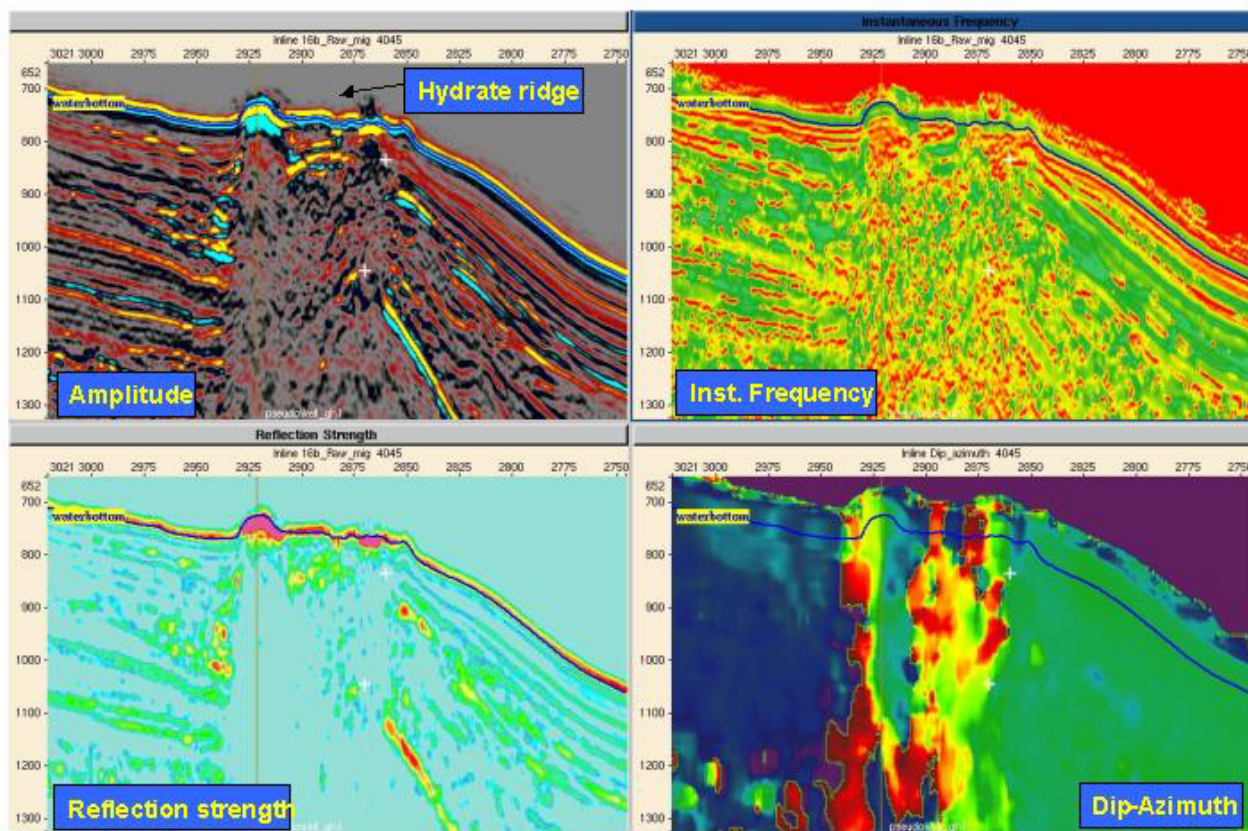 Instantaneous Frequency
Inline 16b_Raw_mig 4045
3021 3000 2975 2950 2925 2900 2875 2850 2825 2800 2775 2750
652
700
800
900
1000
1100
1200
1300
waterbottom
Hydrate ridge
Amplitude
pseudowell_gh1
Inline 16b_Raw_mig 4045
3021 3000 2975 2950 2925 2900 2875 2850 2825 2800 2775 2750
652
700
800
900
1000
1100
1200
1300
waterbottom
Inst. Frequency
pseudowell_gh1
Reflection Strength
Inline 16b_Raw_mig 4045
3021 3000 2975 2950 2925 2900 2875 2850 2825 2800 2775
652
700
800
900
1000
1100
1200
1300
waterbottom
Reflection strength
pseudowell_gh1
Inline Dip_azimuth 4045
3021 3000 2975 2950 2925 2900 2875 2850 2825 2800 2775
652
700
800
900
1000
1100
1200
1300
waterbottom
Dip-Azimuth
pseudowell_gh1